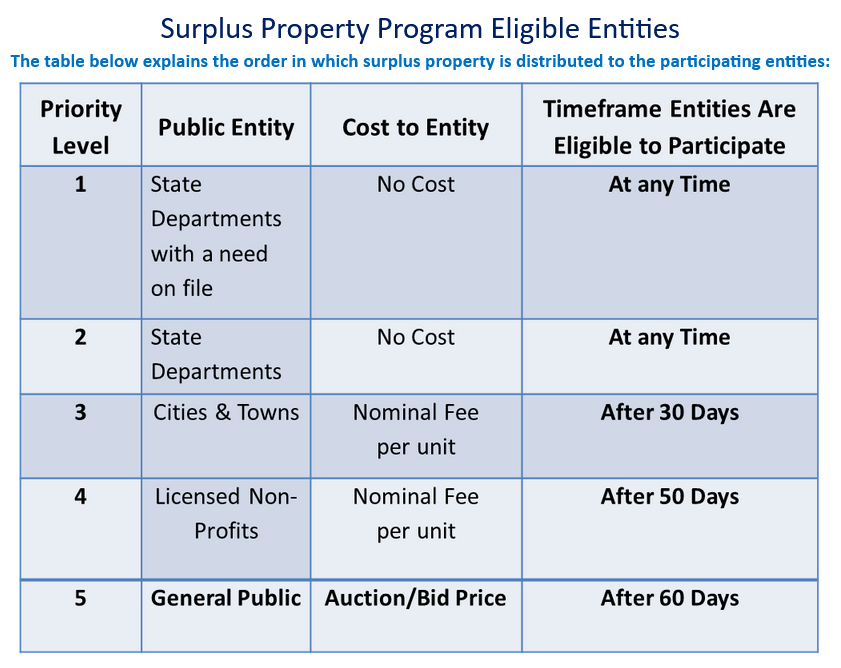 Surplus Property Program Eligible Entities
The table below explains the order in which surplus property is distributed to the participating entities:
Priority Level
Public Entity
Cost to Entity
Timeframe Entities Are Eligible to Participate
1
State
Departments
with a need
on file
No Cost
At any Time
2
State
Departments
No Cost
At any Time
3
Cities & Towns
Nominal Fee
per unit
After 30 Days
4
Licensed Non-
Profits
Nominal Fee
per unit
After 50 Days
5
General Public
Auction/Bid Price
After 60 Days